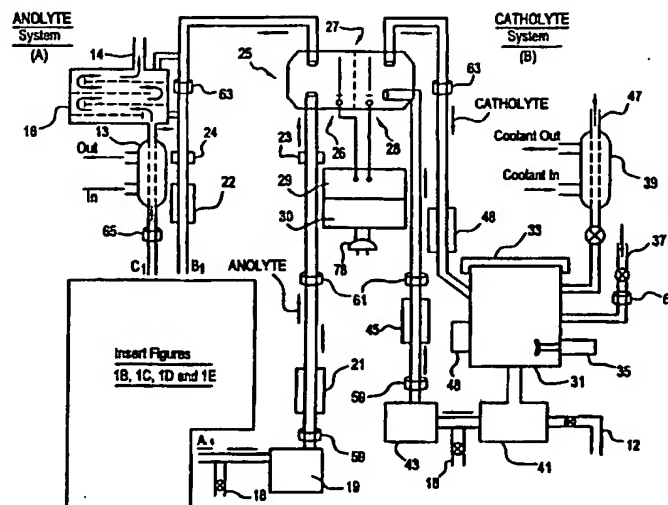 ANOLYTE
System
(A)
CATHOLYTE
System
(B)
14
16
13
Out
In
65
C1
B1
63
24
22
25
27
23
26
28
29
30
78
61
ANOLYTE
21
59
A
18
19
63
CATHOLYTE
48
45
59
43
18
41
12
33
48
31
35
47
Coolant Out
Coolant In
39
37
6
Insert Figures
1B, 1C, 1D and 1E